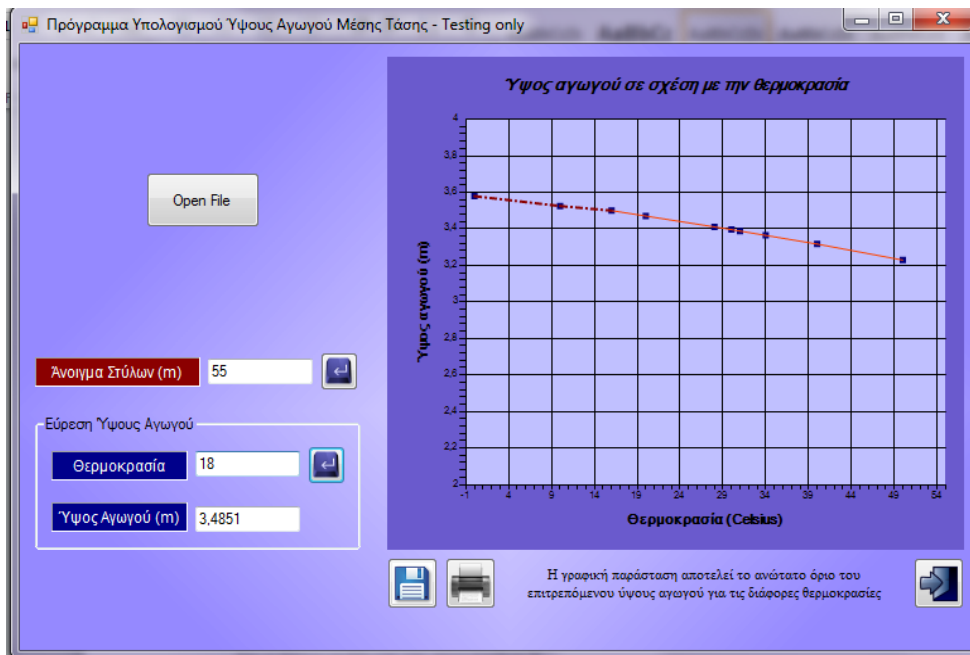 Πρόγραμμα Υπολογισμού Ύψους Αγωγού Μέσης Τάσης - Testing only
Open File
Άνοιγμα Στύλων (m)
55
Εύρεση Ύψους Αγωγού
Θερμοκρασία
18
Ύψος Αγωγού (m)
3,4851
Ύψος αγωγού σε σχέση με την θερμοκρασία
Ύψος αγωγού (m)
4
3,8
3,6
3,4
3,2
3
2,8
2,6
2,4
2,2
2
-1 4 9 14 19 24 29 34 39 44 49 54
Θερμοκρασία (Celsius)
Η γραφική παράσταση αποτελεί το ανώτατο όριο του
επιτρεπόμενου ύψους αγωγού για τις διάφορες θερμοκρασίες